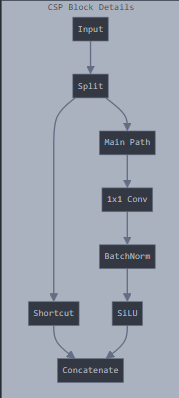 CSP Block Details
Input
Split
Main Path
1x1 Conv
BatchNorm
Shortcut
SiLU
Concatenate